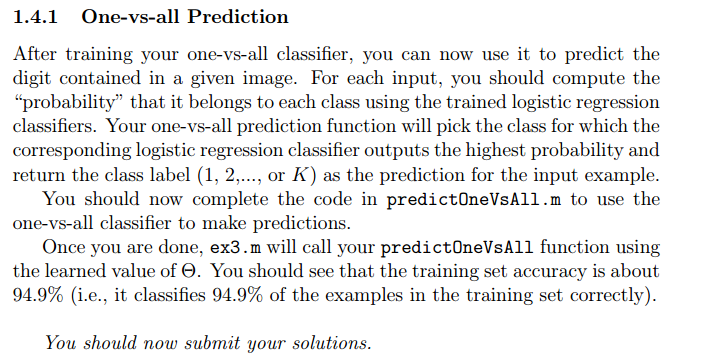 1.4.1 One-vs-all Prediction
After training your one-vs-all classifier, you can now use it to predict the
digit contained in a given image. For each input, you should compute the
“probability” that it belongs to each class using the trained logistic regression
classifiers. Your one-vs-all prediction function will pick the class for which the
corresponding logistic regression classifier outputs the highest probability and
return the class label (1, 2,..., or K) as the prediction for the input example.
You should now complete the code in predictOneVsAll.m to use the
one-vs-all classifier to make predictions.
Once you are done, ex3.m will call your predictOneVsAll function using
the learned value of Θ. You should see that the training set accuracy is about
94.9% (i.e., it classifies 94.9% of the examples in the training set correctly).
You should now submit your solutions.